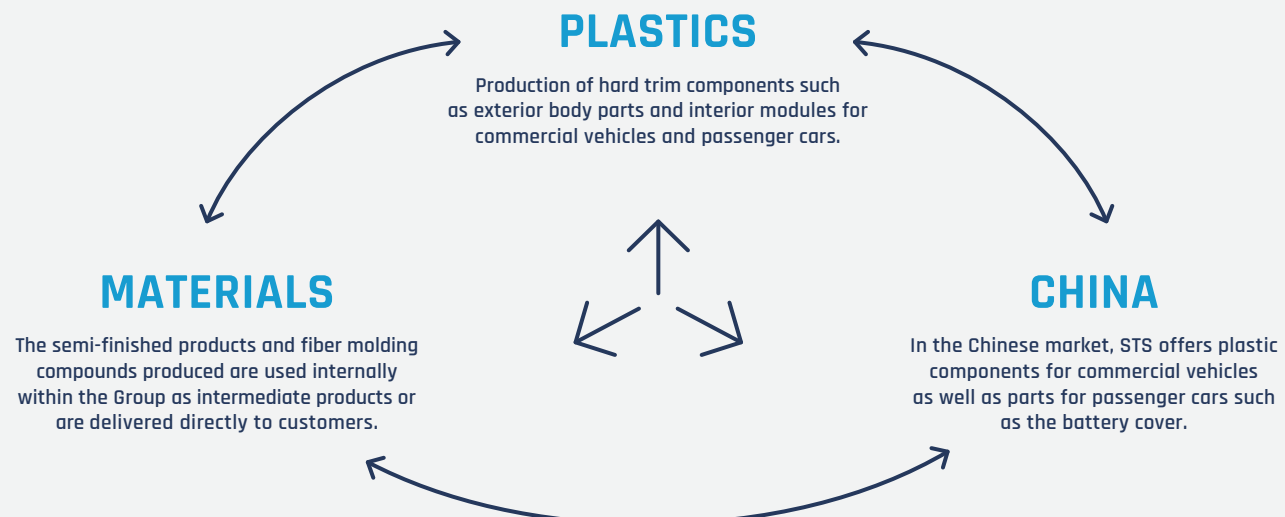 PLASTICS
Production of hard trim components such
as exterior body parts and interior modules for
commercial vehicles and passenger cars.
MATERIALS
The semi-finished products and fiber molding
compounds produced are used internally
within the Group as intermediate products or
are delivered directly to customers.
CHINA
In the Chinese market, STS offers plastic
components for commercial vehicles
as well as parts for passenger cars such
as the battery cover.